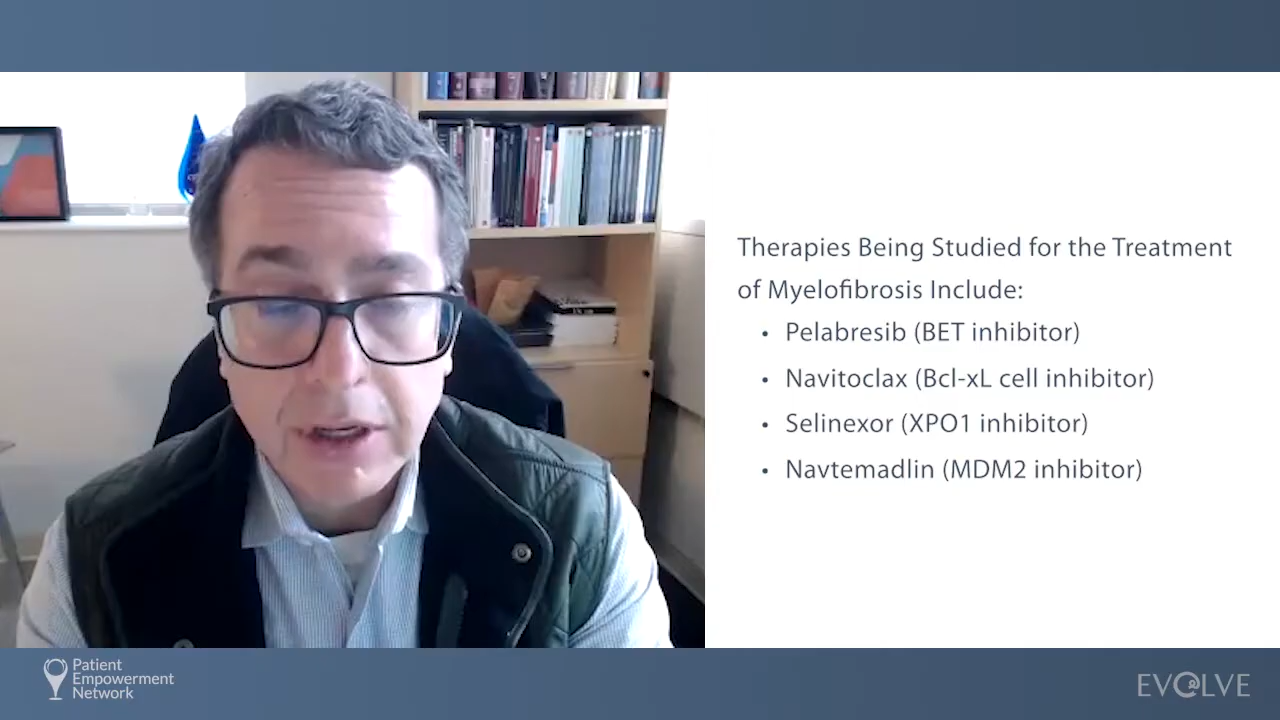 Therapies Being Studied for the Treatment
of Myelofibrosis Include:
• Pelabresib (BET inhibitor)
• Navitoclax (Bcl-xL cell inhibitor)
• Selinexor (XPO1 inhibitor)
• Navtemadlin (MDM2 inhibitor)
Patient
Empowerment
Network
EVOLVE